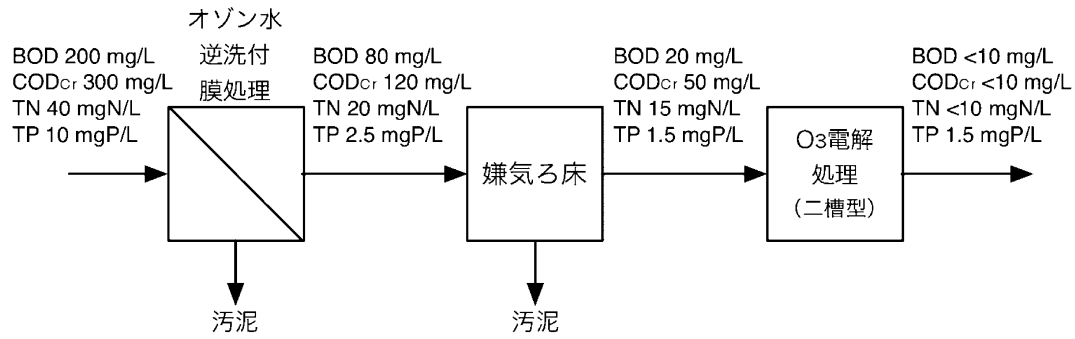 オゾン水
逆洗付
膜処理
BOD 200 mg/L
CODCr 300 mg/L
TN 40 mgN/L
TP 10 mgP/L
BOD 80 mg/L
CODCr 120 mg/L
TN 20 mgN/L
TP 2.5 mgP/L
BOD 20 mg/L
CODCr 50 mg/L
TN 15 mgN/L
TP 1.5 mgP/L
BOD <10 mg/L
CODCr <10 mg/L
TN <10 mgN/L
TP 1.5 mgP/L
嫌気ろ床
O3電解
処理
（二槽型）
汚泥
汚泥